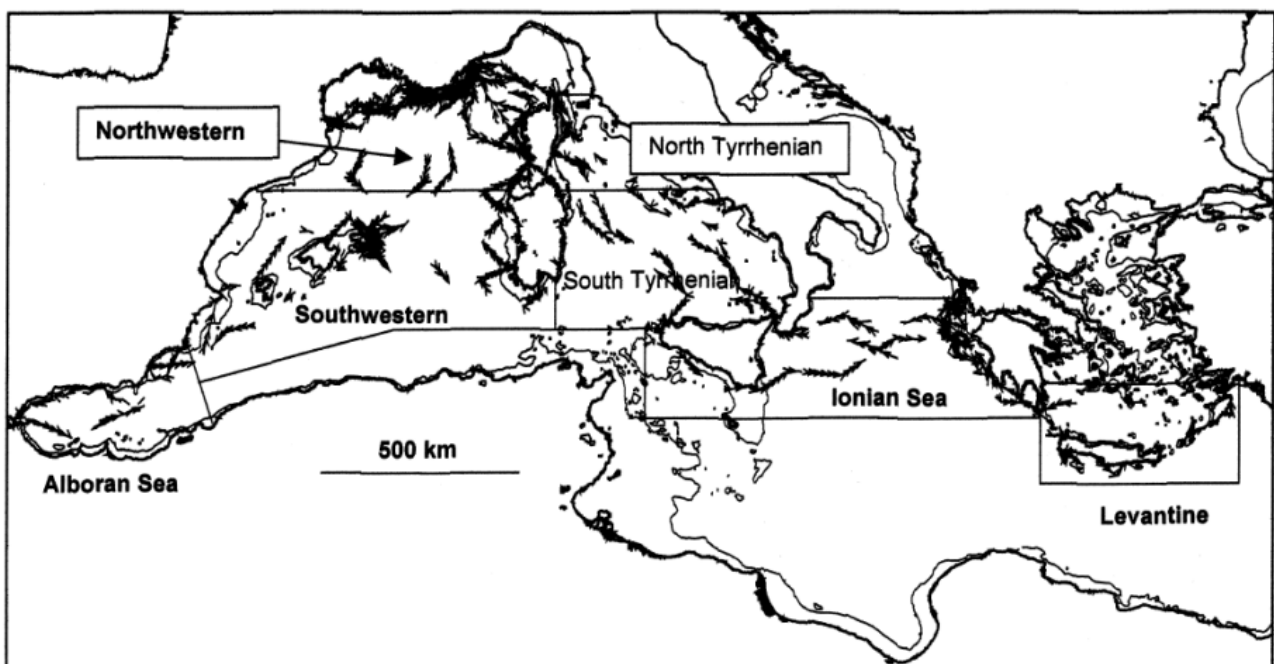 Northwestern
North Tyrrhenian
South Tyrrhenian
Southwestern
Ionian Sea
500 km
Alboran Sea
Levantine